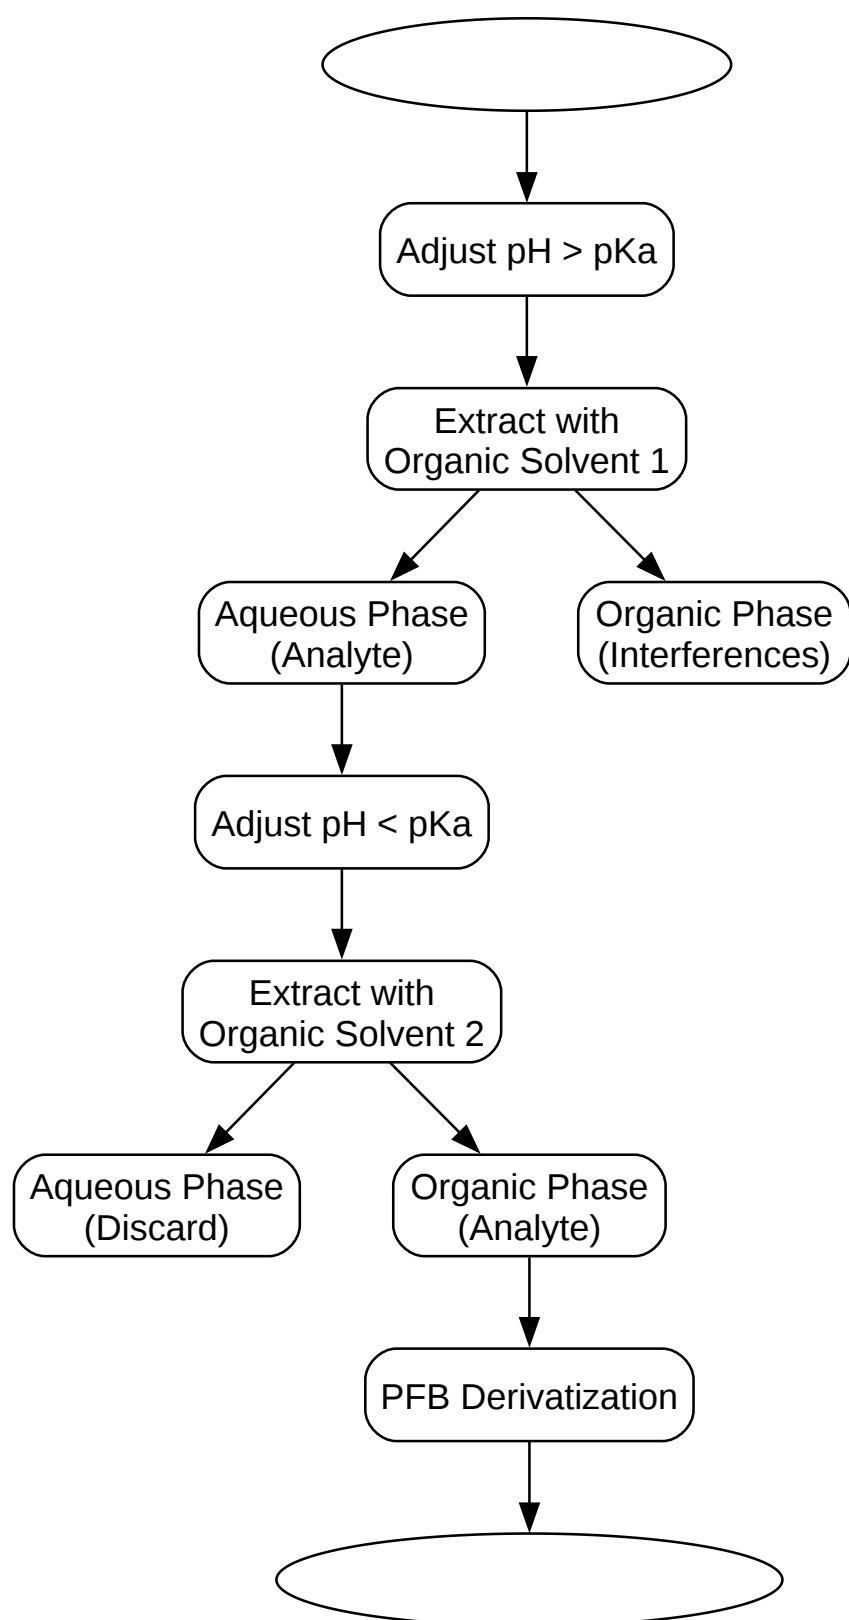 Adjust pH > pKa
Extract with
Organic Solvent 1
Aqueous Phase
(Analyte)
Organic Phase
(Interferences)
Adjust pH < pKa
Extract with
Organic Solvent 2
Aqueous Phase
(Discard)
Organic Phase
(Analyte)
PFB Derivatization